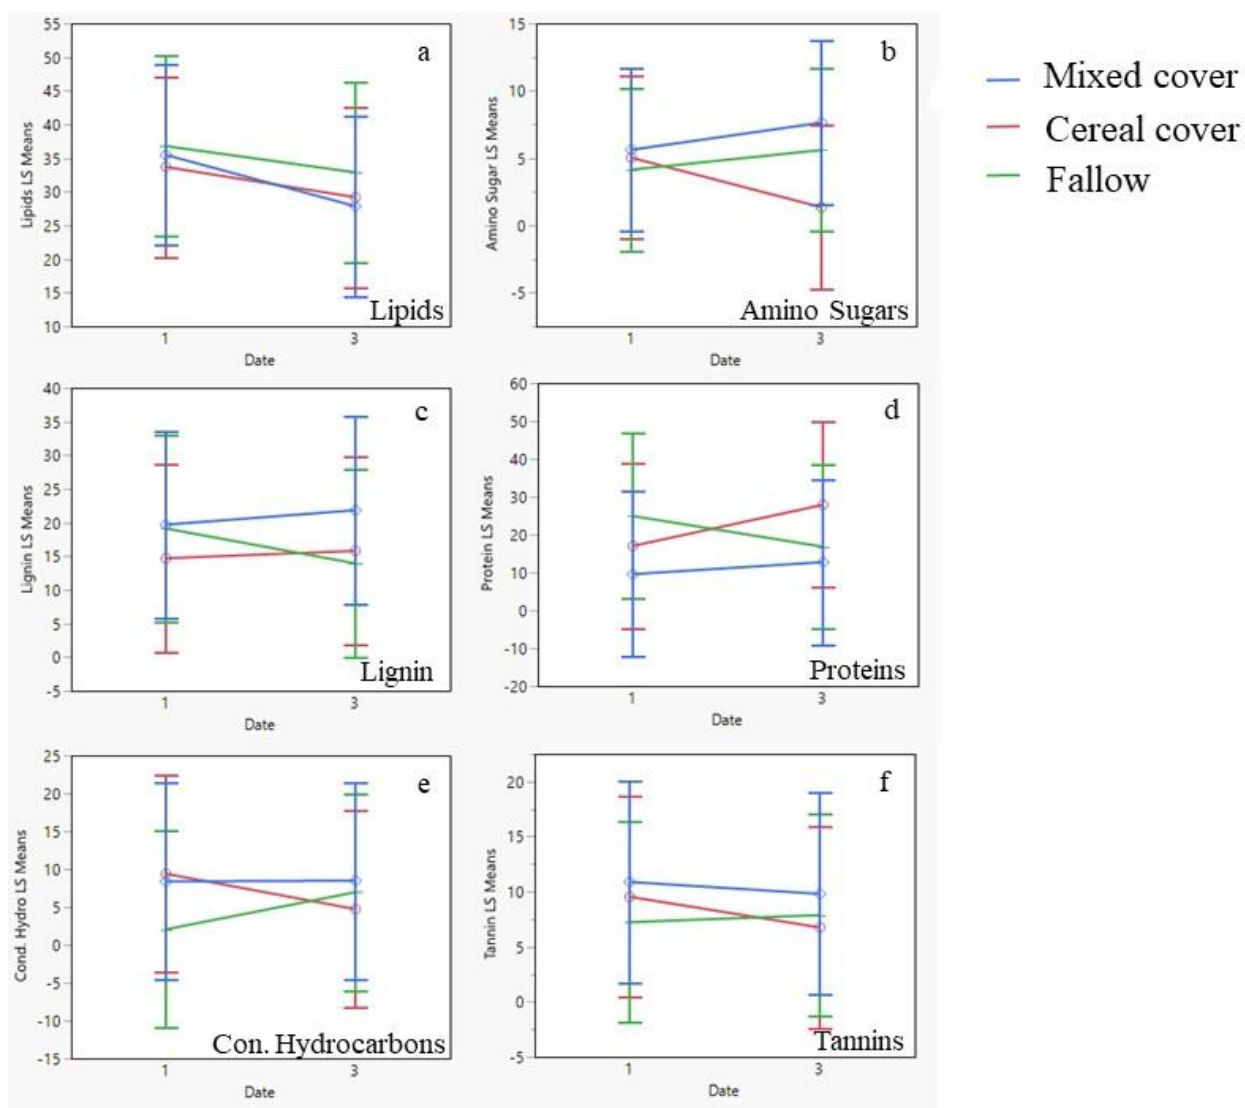 Mixed cover
Cereal cover
Fallow
55
50
45
40
35
30
25
20
15
10
Lipids LS Means
a
Lipids
1
3
Date
15
10
5
0
-5
Amino Sugar LS Means
b
Amino Sugars
1
3
Date
40
35
30
25
20
15
10
5
0
-5
Lignin LS Means
c
Lignin
1
3
Date
60
50
40
30
20
10
0
-10
-20
Protein LS Means
d
Proteins
1
3
Date
25
20
15
10
5
0
-5
-10
-15
Cond. Hydro LS Means
e
Con. Hydrocarbons
1
3
Date
20
15
10
5
0
-5
Tannin LS Means
f
Tannins
1
3
Date